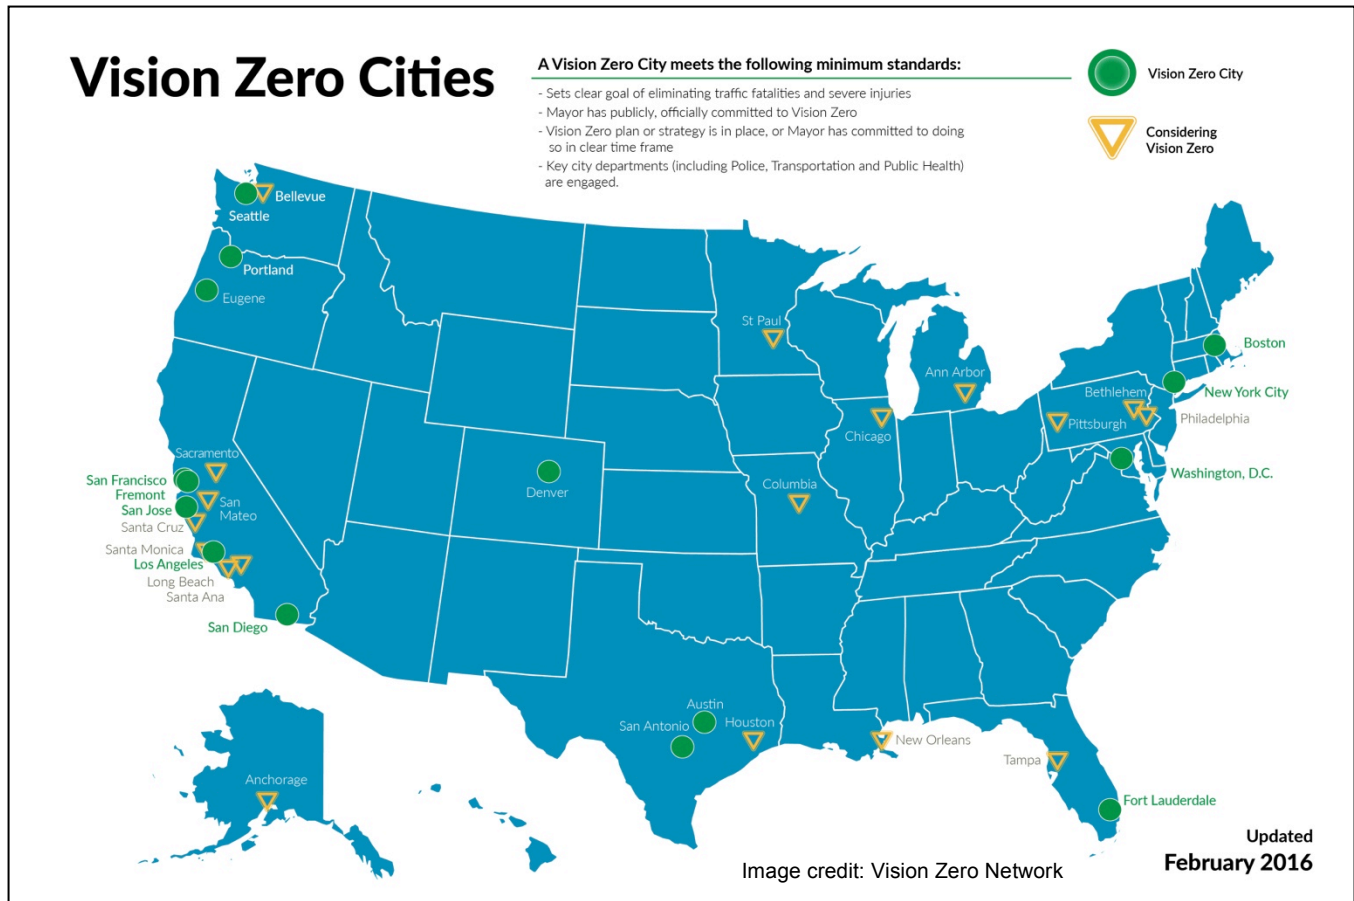 Vision Zero Cities
A Vision Zero City meets the following minimum standards:
- Sets clear goal of eliminating traffic fatalities and severe injuries
- Mayor has publicly, officially committed to Vision Zero
- Vision Zero plan or strategy is in place, or Mayor has committed to doing
so in clear time frame
- Key city departments (including Police, Transportation and Public Health)
are engaged.
Vision Zero City
Considering
Vision Zero
Bellevue
Seattle
Portland
Eugene
St Paul
Ann Arbor
Chicago
Boston
New York City
Bethlehem
Pittsburgh
Philadelphia
Washington, D.C.
Sacramento
San Francisco
Fremont
San Jose
San
Mateo
Santa Cruz
Santa Monica
Los Angeles
Long Beach
Santa Ana
San Diego
Denver
Columbia
Austin
San Antonio
Houston
New Orleans
Tampa
Fort Lauderdale
Anchorage
Updated
February 2016
Image credit: Vision Zero Network